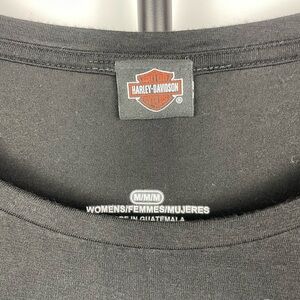 HARLEY-DAVIDSON
®
M/M/M
WOMENS/FEMMES/MUJERES
IN GUATEMALA